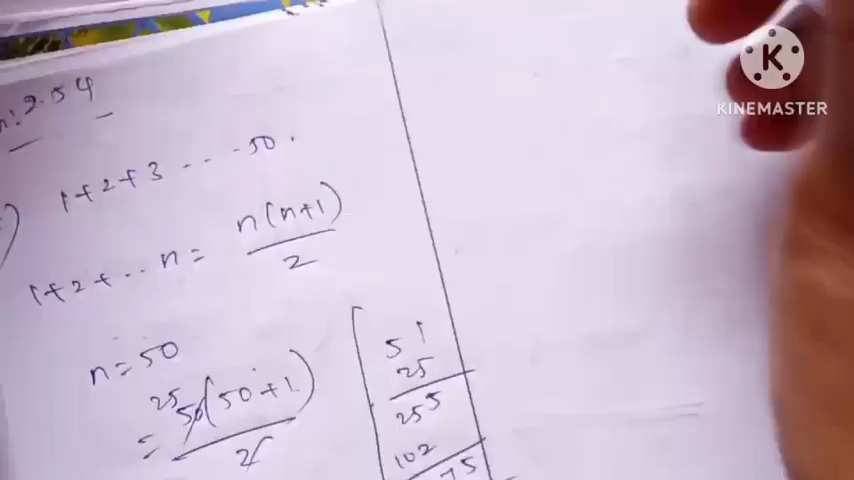 : 2.54
1+2+3 ... .50.
1+2+... n = n(n+1)/2
n = 50
25
= 50(50+1)/2
51
25
255
102
75
K
KINEMASTER